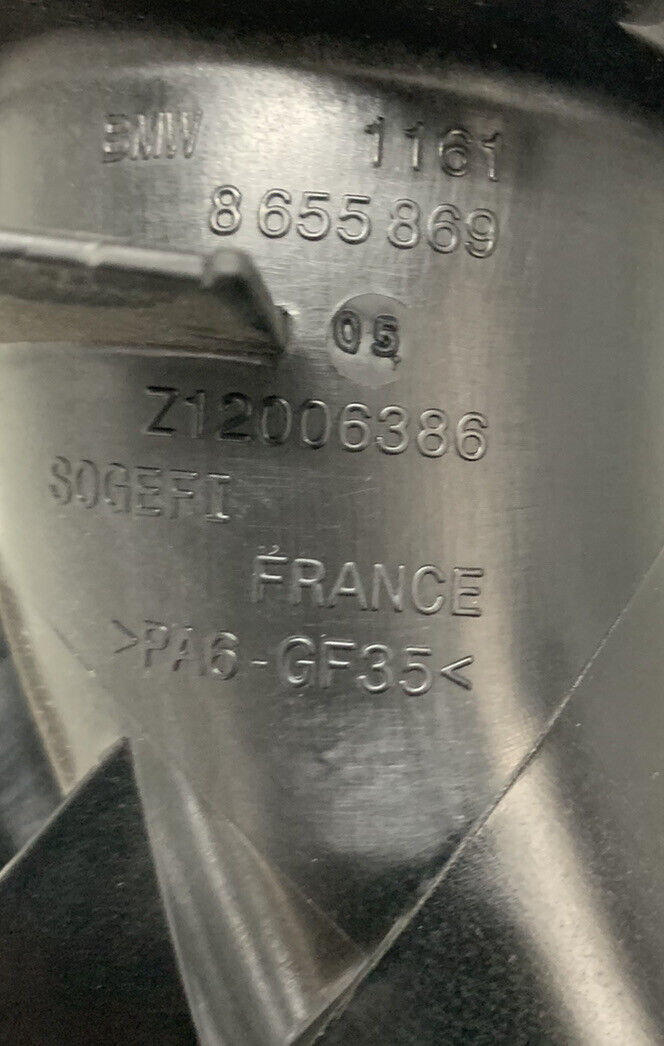 BMW 1161
8 655 869
05
Z12006386
SOGEFI
FRANCE
>PA6-GF35<